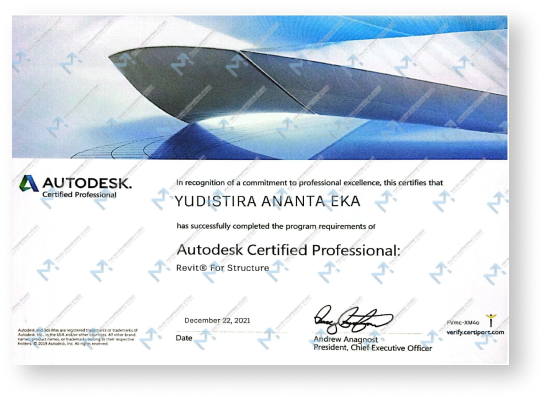 AUTODESK.
Certified Professional
In recognition of a commitment to professional excellence, this certifies that
YUDISTIRA ANANTA EKA
has successfully completed the program requirements of
Autodesk Certified Professional:
Revit® For Structure
December 22, 2021
Date
Andrew Anagnost
President, Chief Executive Officer
verify.certiport.com
Autodesk and 3ds Max are registered trademarks or trademarks of
Autodesk, Inc., in the USA and/or other countries. All other brand
names, product names, or trademarks belong to their respective
holders. © 2019 Autodesk, Inc. All rights reserved.